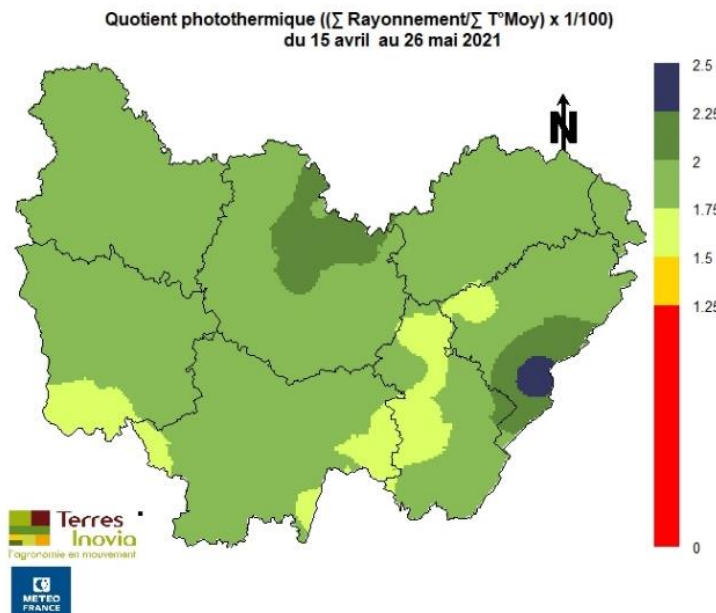 Quotient photothermique ((∑ Rayonnement/∑ T°Moy) x 1/100)
du 15 avril  au 26 mai 2021
N
2.5
2.25
2
1.75
1.5
1.25
0
Terres
Inovia
l'agronomie en mouvement
METEO
FRANCE